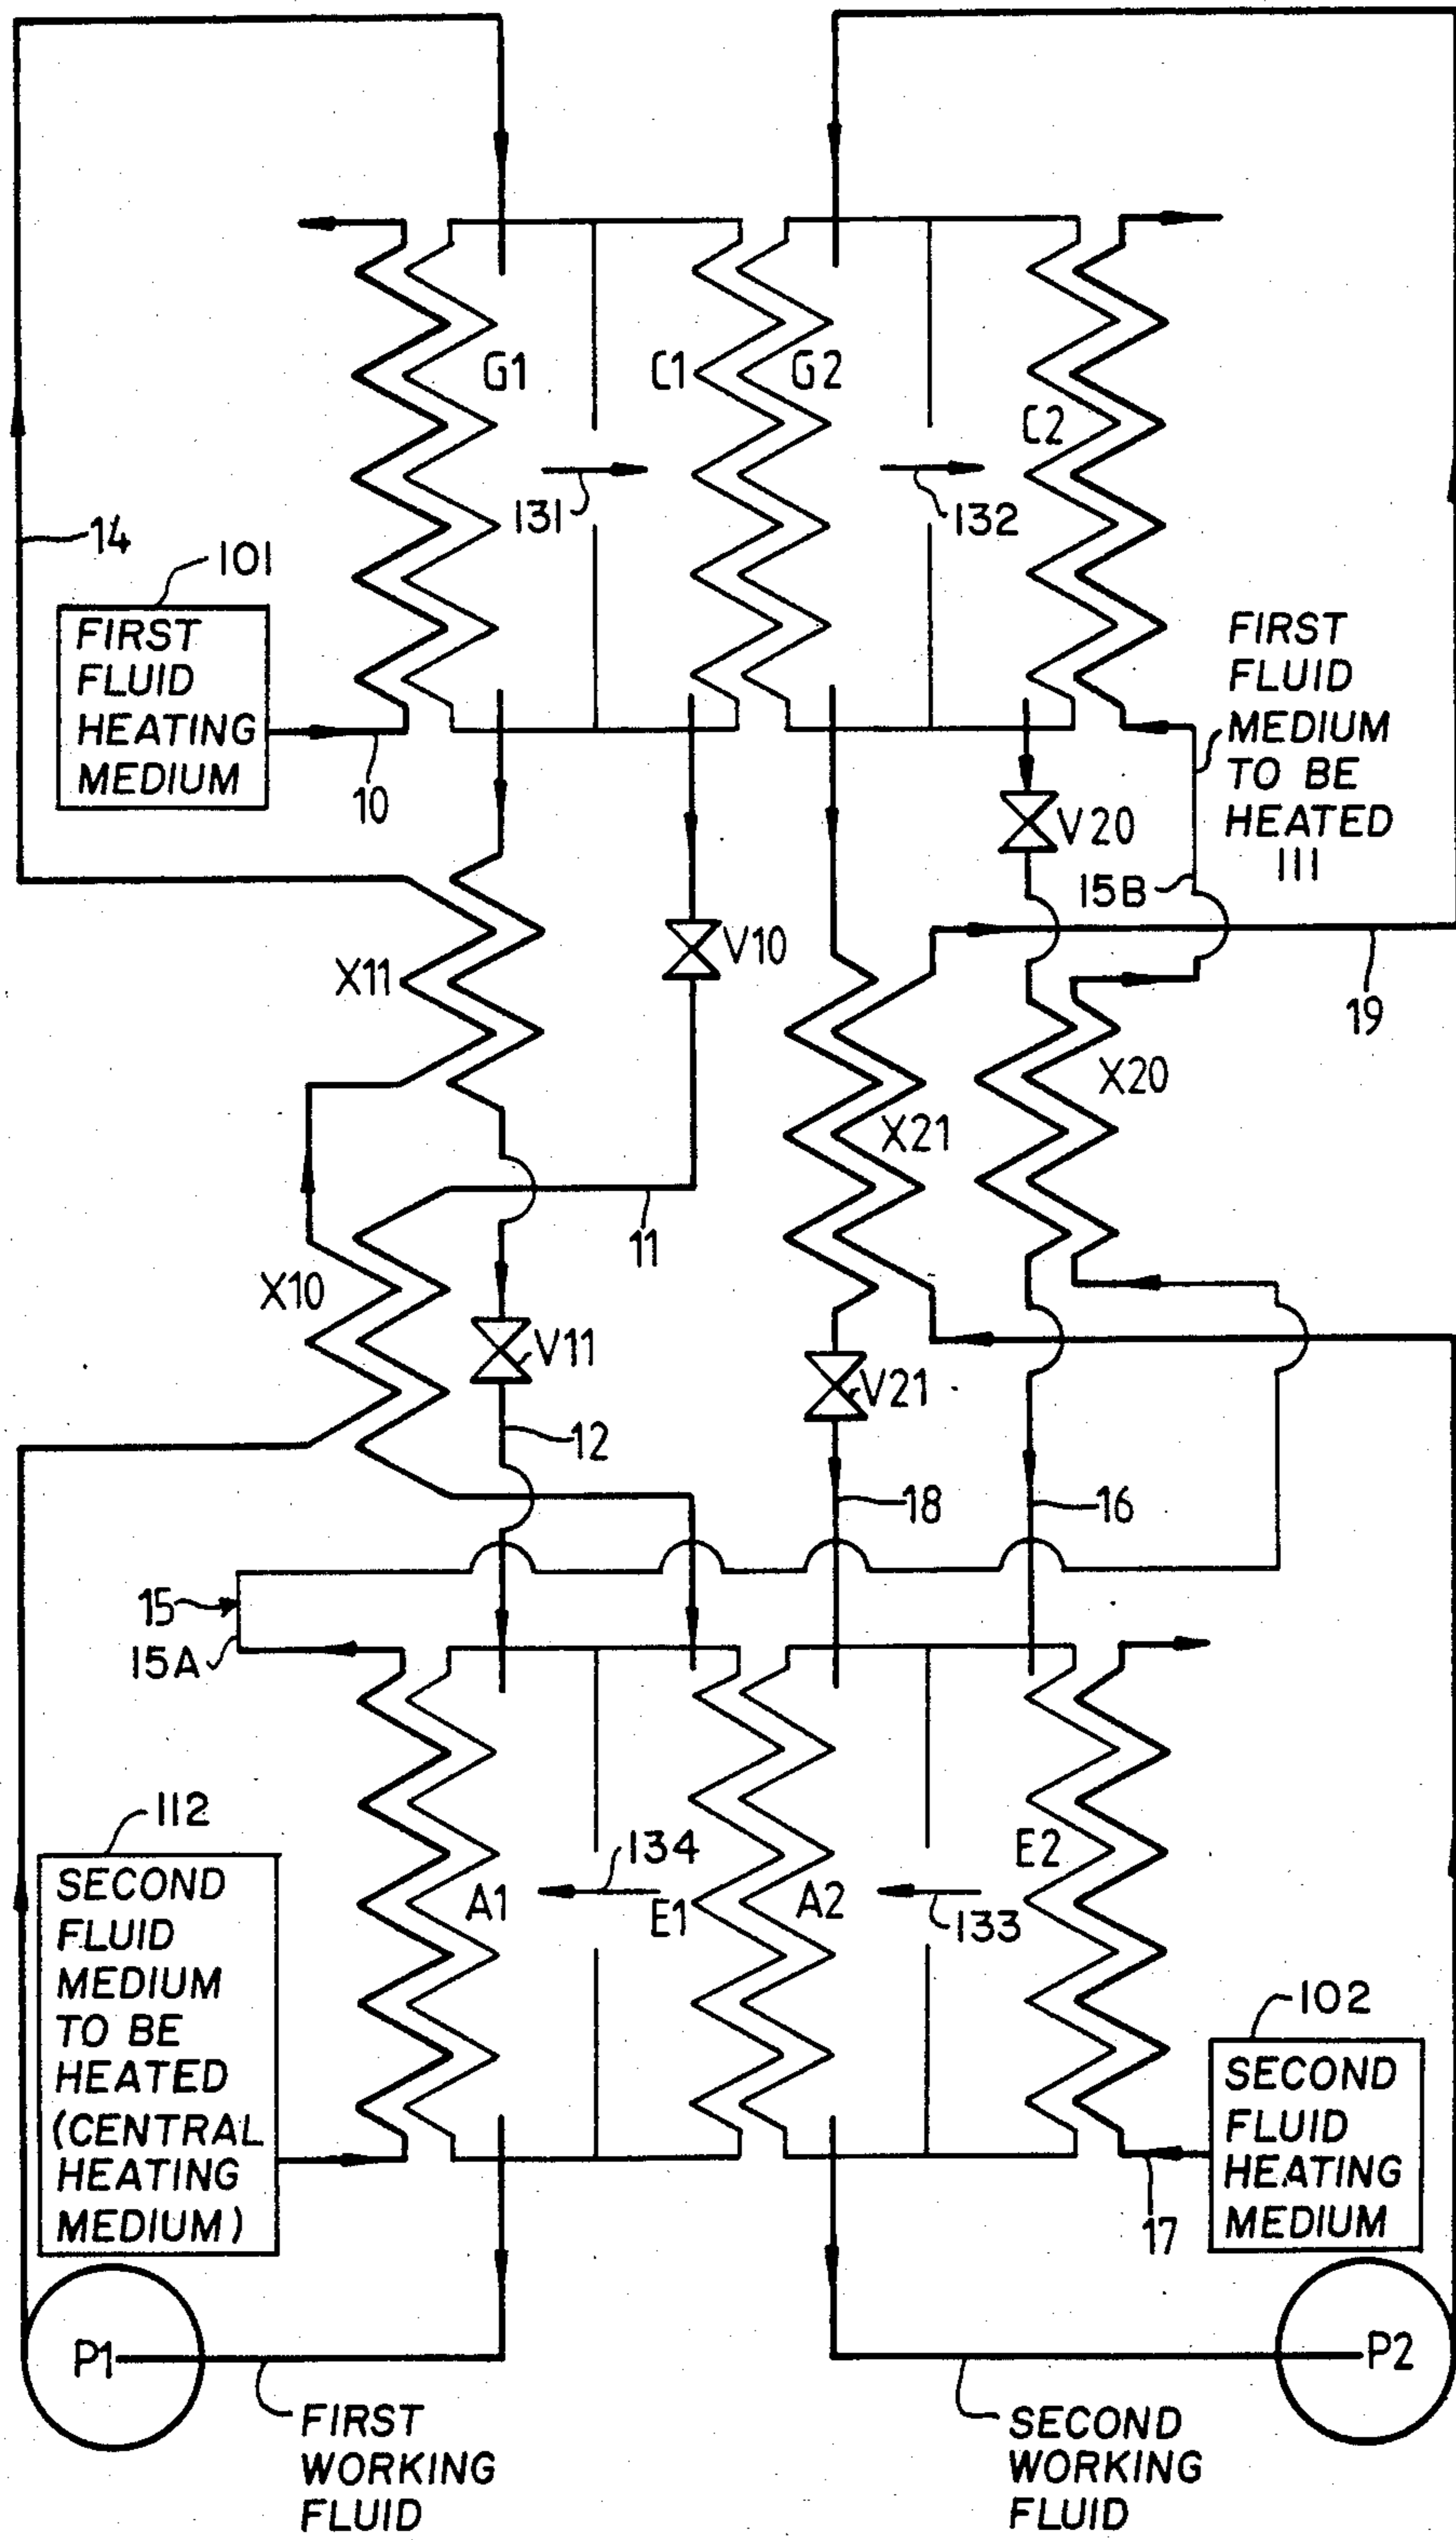 G1
C1
G2
C2
131
132
14
101
FIRST
FLUID
HEATING
MEDIUM
10
FIRST
FLUID
MEDIUM
TO BE
HEATED
111
V20
15B
V10
X11
19
X20
X21
11
X10
V11
V21
12
18
16
15
15A
112
SECOND
FLUID
MEDIUM
TO BE
HEATED
(CENTRAL
HEATING
MEDIUM)
A1
134
E1
A2
E2
133
102
SECOND
FLUID
HEATING
MEDIUM
17
P1
P2
FIRST
WORKING
FLUID
SECOND
WORKING
FLUID